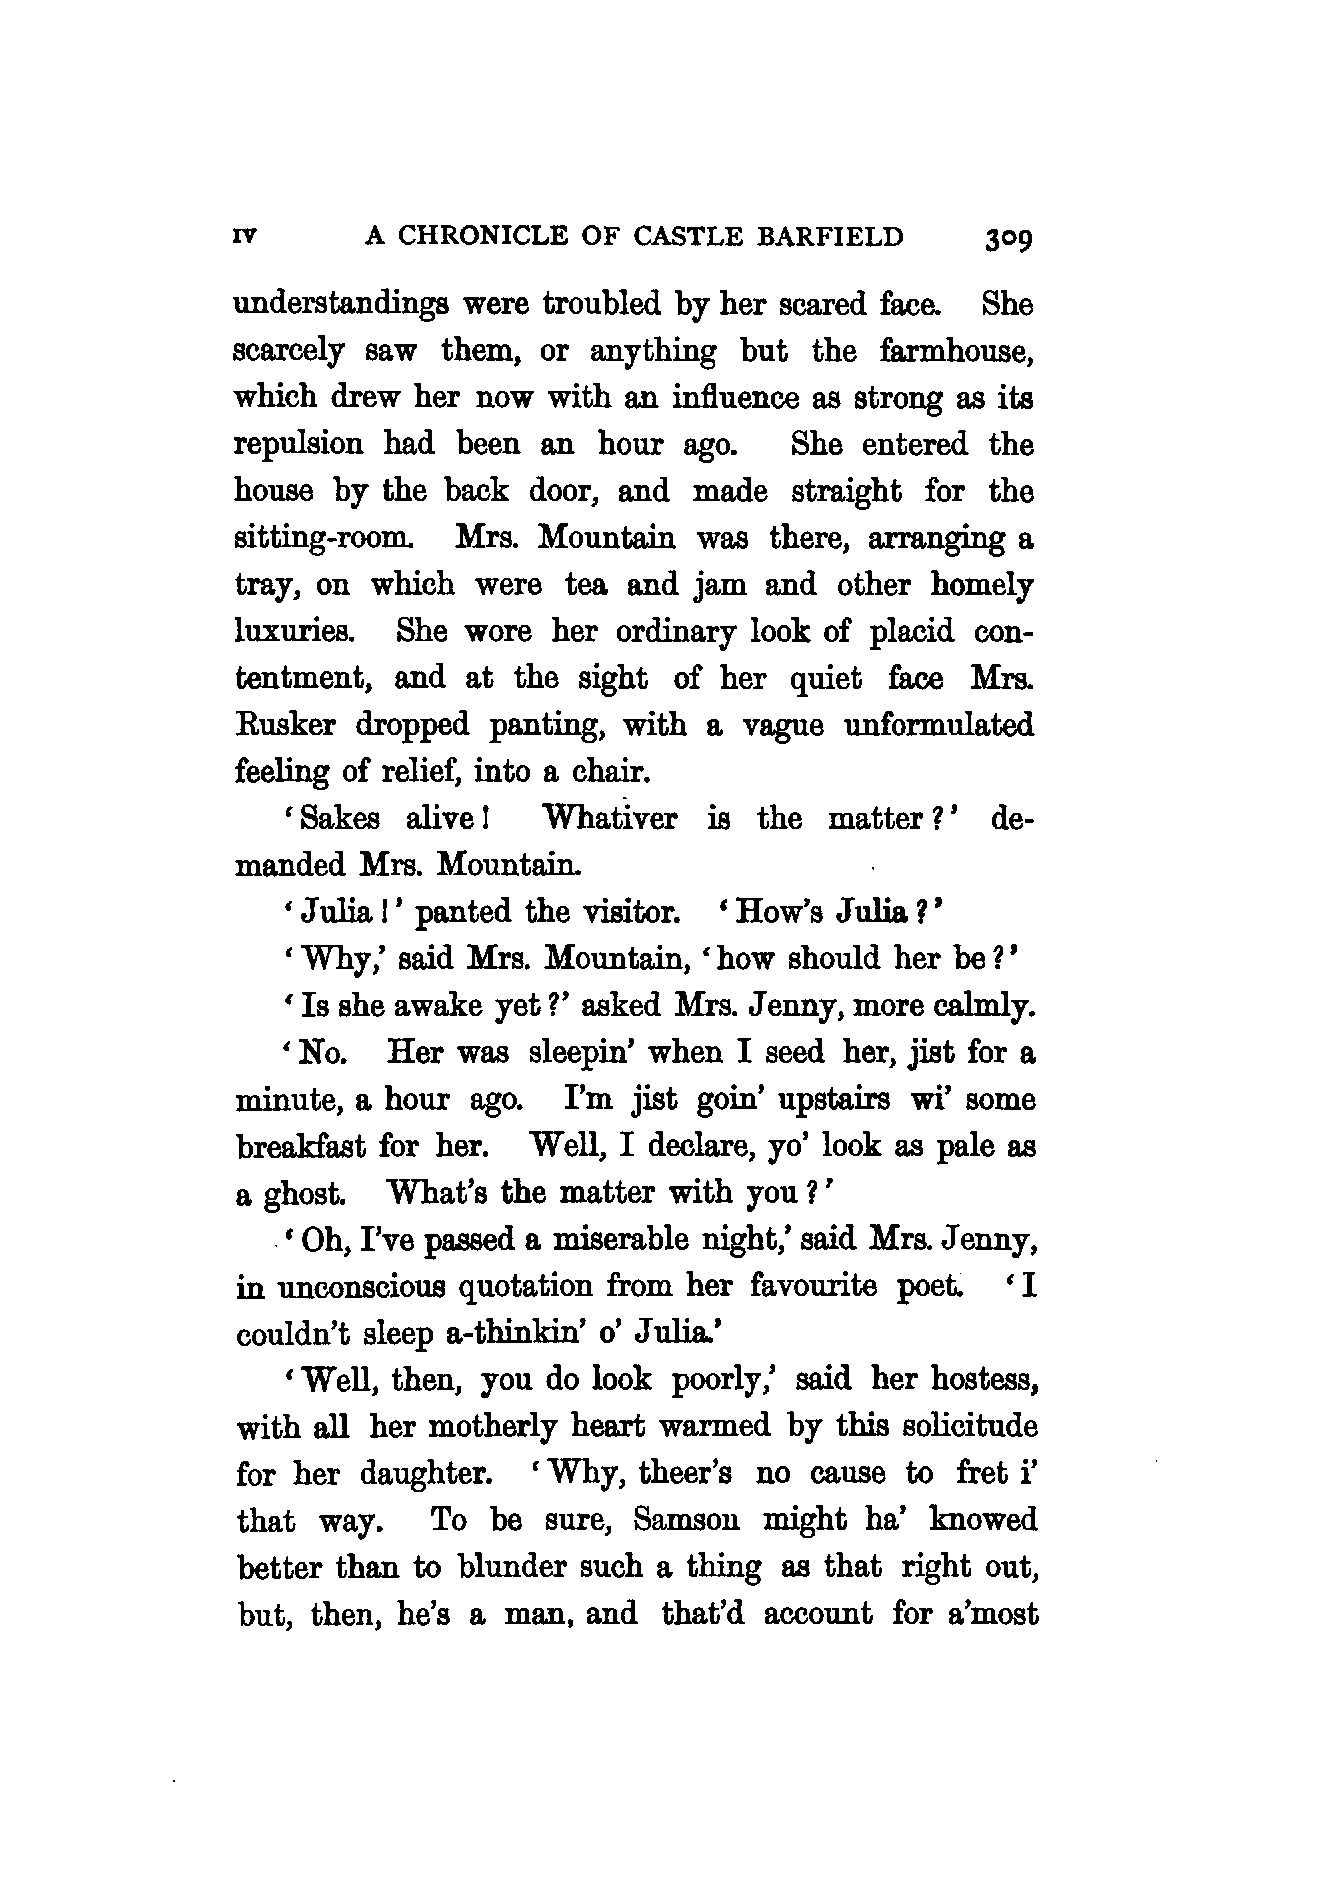 IV A CHRONICLE OF CASTLE BARFIELD 309
understandings were troubled by her scared face. She
scarcely saw them, or anything but the farmhouse,
which drew her now with an influence as strong as its
repulsion had been an hour ago. She entered the
house by the back door, and made straight for the
sitting-room. Mrs. Mountain was there, arranging a
tray, on which were tea and jam and other homely
luxuries. She wore her ordinary look of placid con-
tentment, and at the sight of her quiet face Mrs.
Rusker dropped panting, with a vague unformulated
feeling of relief, into a chair.
‘Sakes alive! Whativer is the matter?’ de-
manded Mrs. Mountain.
‘Julia!’ panted the visitor. ‘How's Julia?’
‘Why,’ said Mrs. Mountain, ‘how should her be?’
‘Is she awake yet?’ asked Mrs. Jenny, more calmly.
‘No. Her was sleepin’ when I seed her, jist for a
minute, a hour ago. I'm jist goin’ upstairs wi’ some
breakfast for her. Well, I declare, yo’ look as pale as
a ghost. What's the matter with you?’
‘Oh, I've passed a miserable night,’ said Mrs. Jenny,
in unconscious quotation from her favourite poet. ‘I
couldn't sleep a-thinkin’ o’ Julia.’
‘Well, then, you do look poorly,’ said her hostess,
with all her motherly heart warmed by this solicitude
for her daughter. ‘Why, theer's no cause to fret i’
that way. To be sure, Samson might ha’ knowed
better than to blunder such a thing as that right out,
but, then, he's a man, and that'd account for a'most